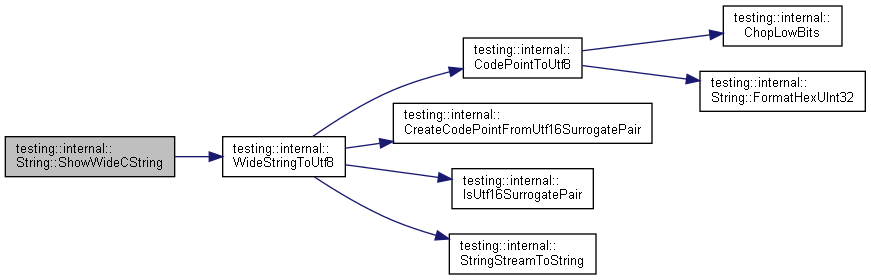 testing::internal::
String::ShowWideCString
testing::internal::
WideStringToUtf8
testing::internal::
CodePointToUtf8
testing::internal::
ChopLowBits
testing::internal::
String::FormatHexUInt32
testing::internal::
CreateCodePointFromUtf16SurrogatePair
testing::internal::
IsUtf16SurrogatePair
testing::internal::
StringStreamToString